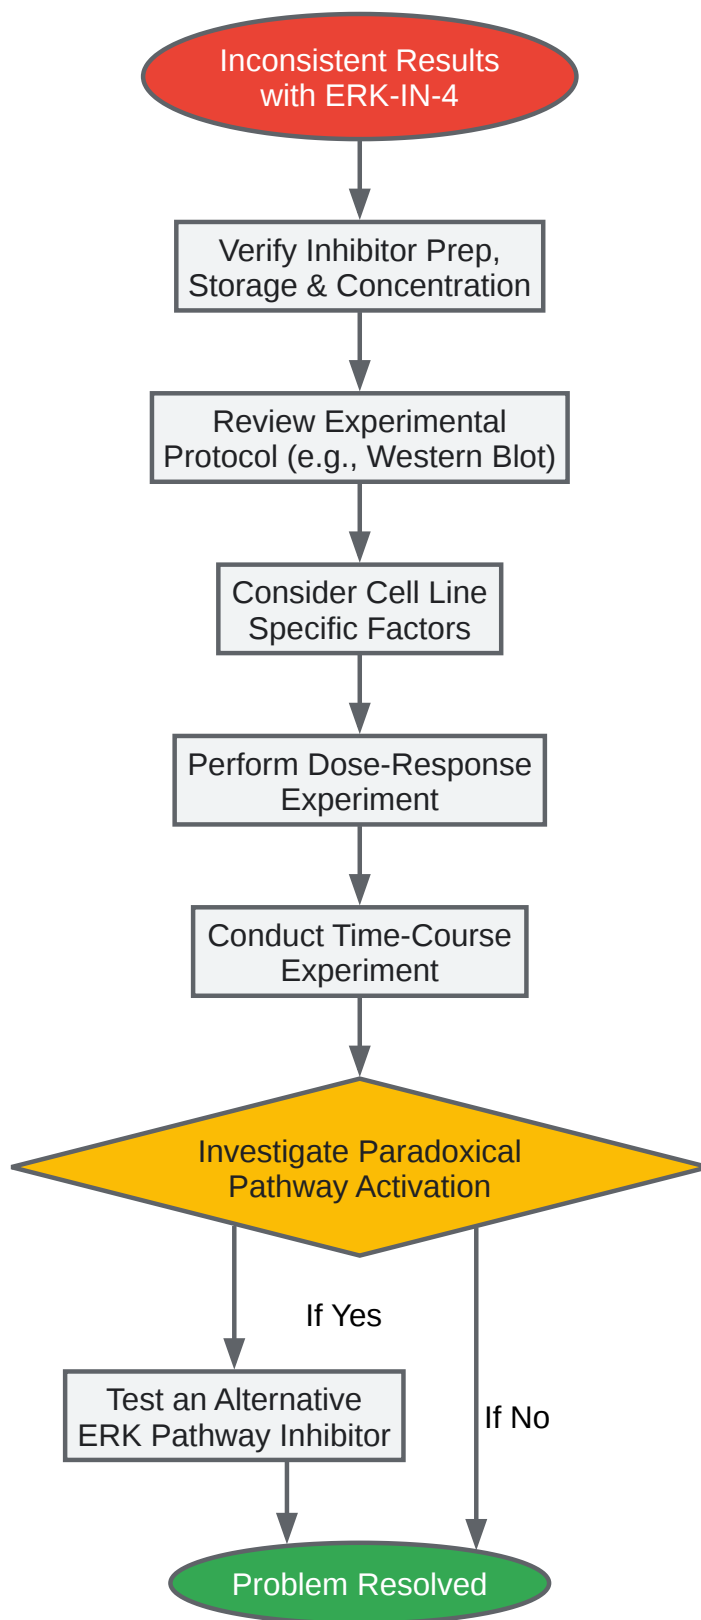 Inconsistent Results
with ERK-IN-4
Verify Inhibitor Prep,
Storage & Concentration
Review Experimental
Protocol (e.g., Western Blot)
Consider Cell Line
Specific Factors
Perform Dose-Response
Experiment
Conduct Time-Course
Experiment
Investigate Paradoxical
Pathway Activation
If Yes
Test an Alternative
ERK Pathway Inhibitor
If No
Problem Resolved